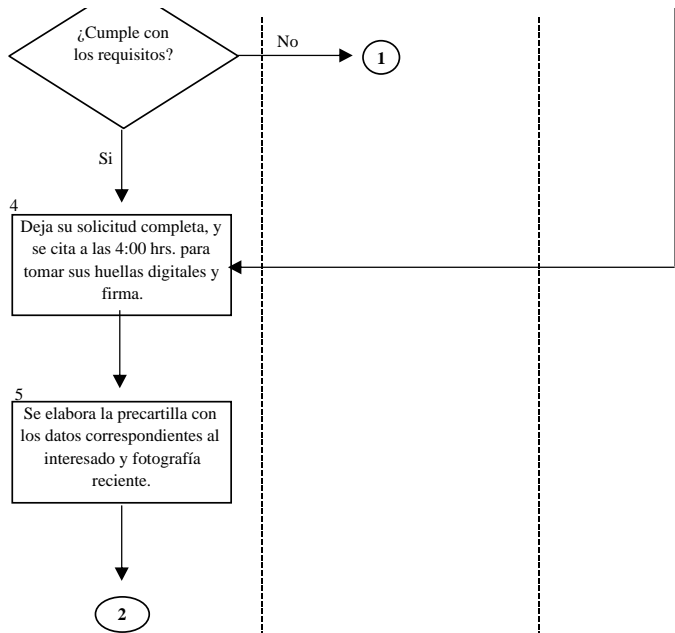 ¿Cumple con
los requisitos?
No
1
Si
4
Deja su solicitud completa, y
se cita a las 4:00 hrs. para
tomar sus huellas digitales y
firma.
5
Se elabora la precartilla con
los datos correspondientes al
interesado y fotografía
reciente.
2